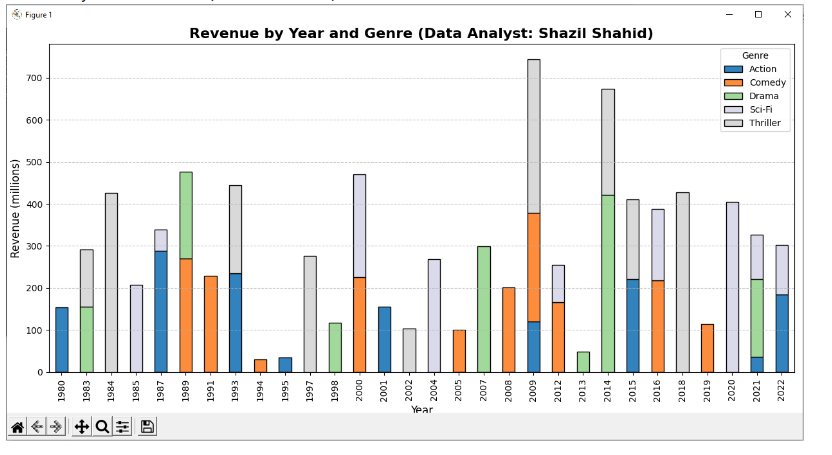 Figure 1
Revenue by Year and Genre (Data Analyst: Shazil Shahid)
Genre
Action
Comedy
Drama
Sci-Fi
Thriller
Revenue (millions)
700
600
500
400
300
200
100
0
1980 1983 1984 1985 1987 1989 1991 1993 1994 1995 1997 1998 2000 2001 2002 2004 2005 2007 2008 2009 2012 2013 2014 2015 2016 2018 2019 2020 2021 2022
Year